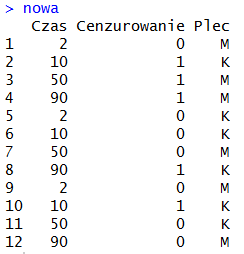 > nowa
Czas Cenzurowanie Plec
1 2 0 M
2 10 1 K
3 50 1 M
4 90 1 M
5 2 0 K
6 10 0 K
7 50 0 M
8 90 1 K
9 2 0 M
10 10 1 K
11 50 0 K
12 90 0 M